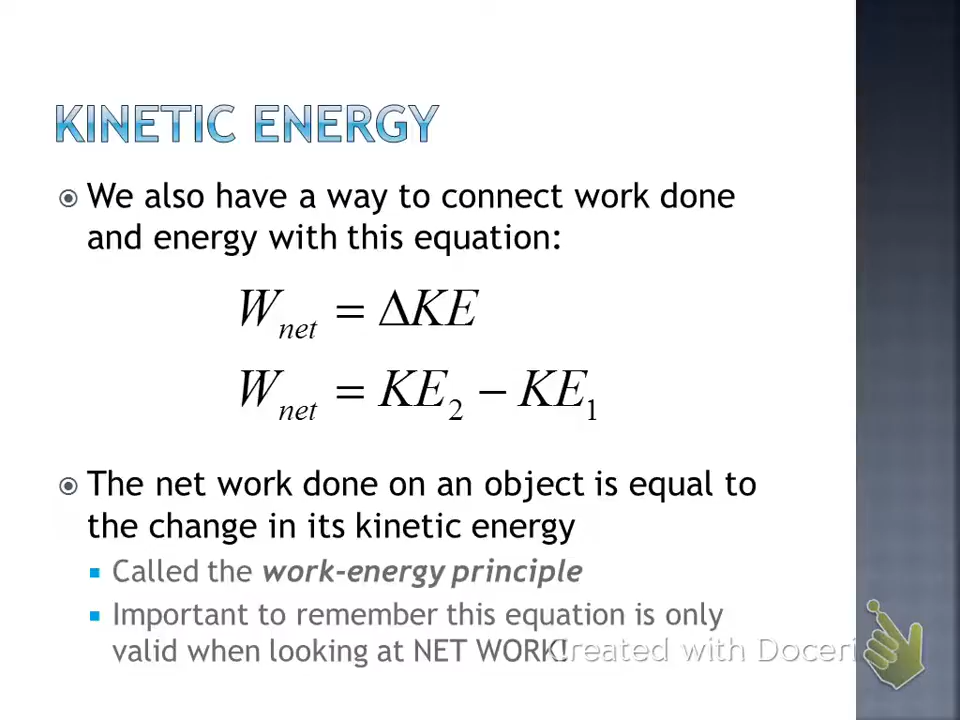 KINETIC ENERGY
We also have a way to connect work done
and energy with this equation:
W_net = ΔKE
W_net = KE_2 − KE_1
The net work done on an object is equal to
the change in its kinetic energy
Called the work-energy principle
Important to remember this equation is only
valid when looking at NET WORK!
Created with Doceri